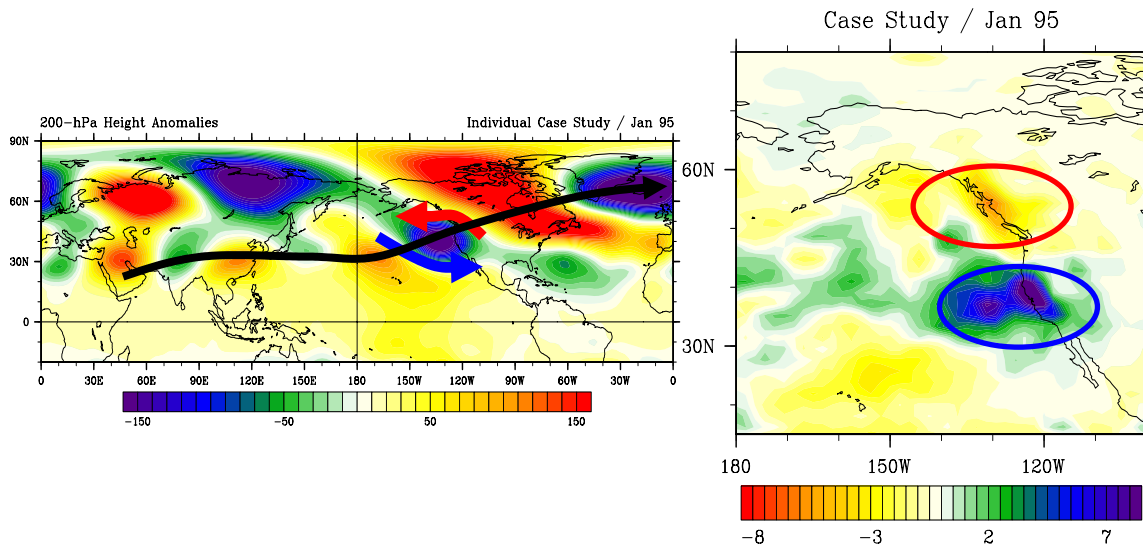 Case Study / Jan 95
200-hPa Height Anomalies
Individual Case Study / Jan 95
90N
60N
30N
0
0 30E 60E 90E 120E 150E 180 150W 120W 90W 60W 30W 0
-150 -50 50 150
60N
30N
180 150W 120W
-8 -3 2 7